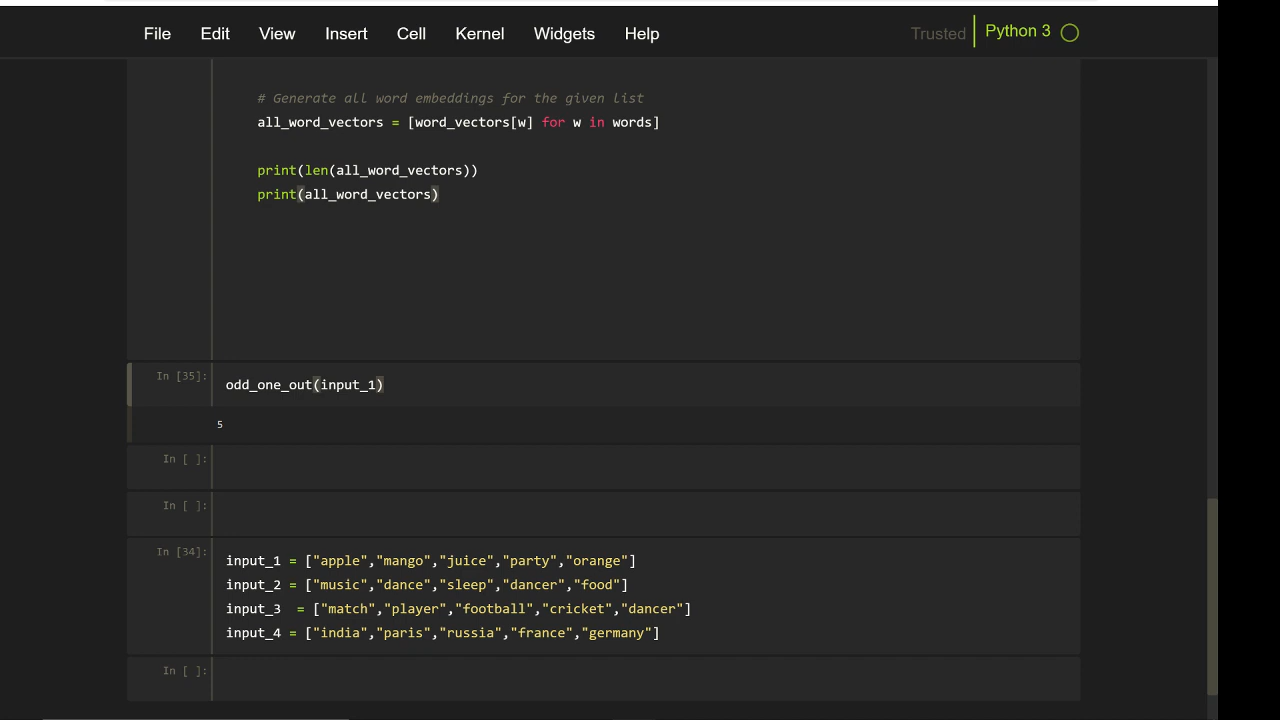 File Edit View Insert Cell Kernel Widgets Help Trusted Python 3
# Generate all word embeddings for the given list
all_word_vectors = [word_vectors[w] for w in words]
print(len(all_word_vectors))
print(all_word_vectors)
In [35]: odd_one_out(input_1)
5
In [ ]:
In [ ]:
In [34]: input_1 = ["apple","mango","juice","party","orange"]
input_2 = ["music","dance","sleep","dancer","food"]
input_3  = ["match","player","football","cricket","dancer"]
input_4 = ["india","paris","russia","france","germany"]
In [ ]: